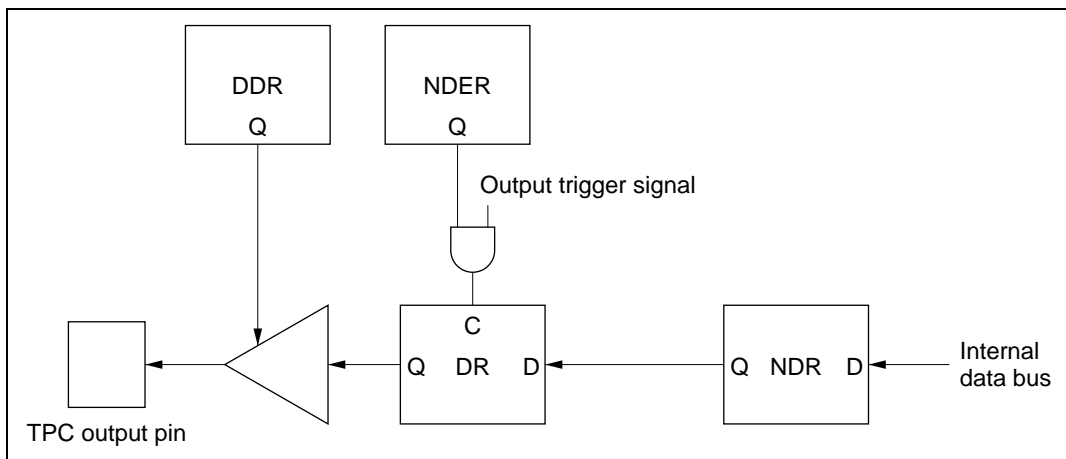 DDR
Q
NDER
Q
Output trigger signal
C
Q DR D
Q NDR D
Internal
data bus
TPC output pin